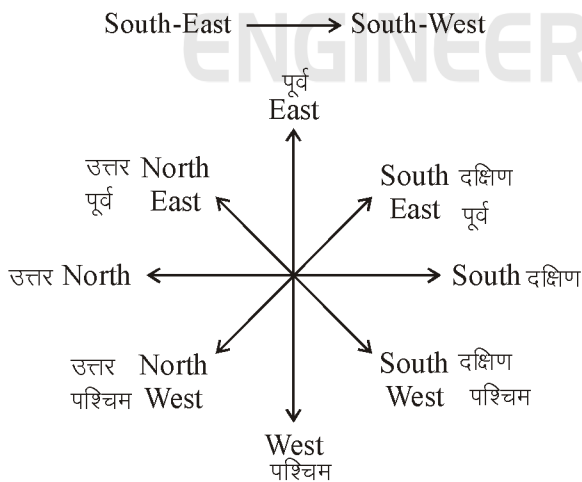 South-East South-West
ENGINEER
पूर्व
East
उत्तर North
पूर्व East
South दक्षिण
East पूर्व
उत्तर North
South दक्षिण
उत्तर North
पश्चिम West
South दक्षिण
West पश्चिम
West
पश्चिम